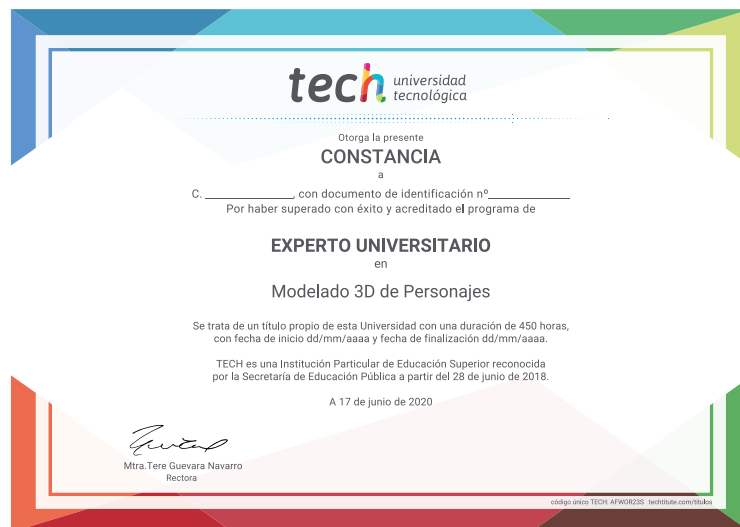 tech universidad
tecnológica
Otorga la presente
CONSTANCIA
a
C. ______________, con documento de identificación nº_____________
Por haber superado con éxito y acreditado el programa de
EXPERTO UNIVERSITARIO
en
Modelado 3D de Personajes
Se trata de un título propio de esta Universidad con una duración de 450 horas,
con fecha de inicio dd/mm/aaaa y fecha de finalización dd/mm/aaaa.
TECH es una Institución Particular de Educación Superior reconocida
por la Secretaría de Educación Pública a partir del 28 de junio de 2018.
A 17 de junio de 2020
Mtra.Tere Guevara Navarro
Rectora
código único TECH: AFWOR23S techtitute.com/titulos